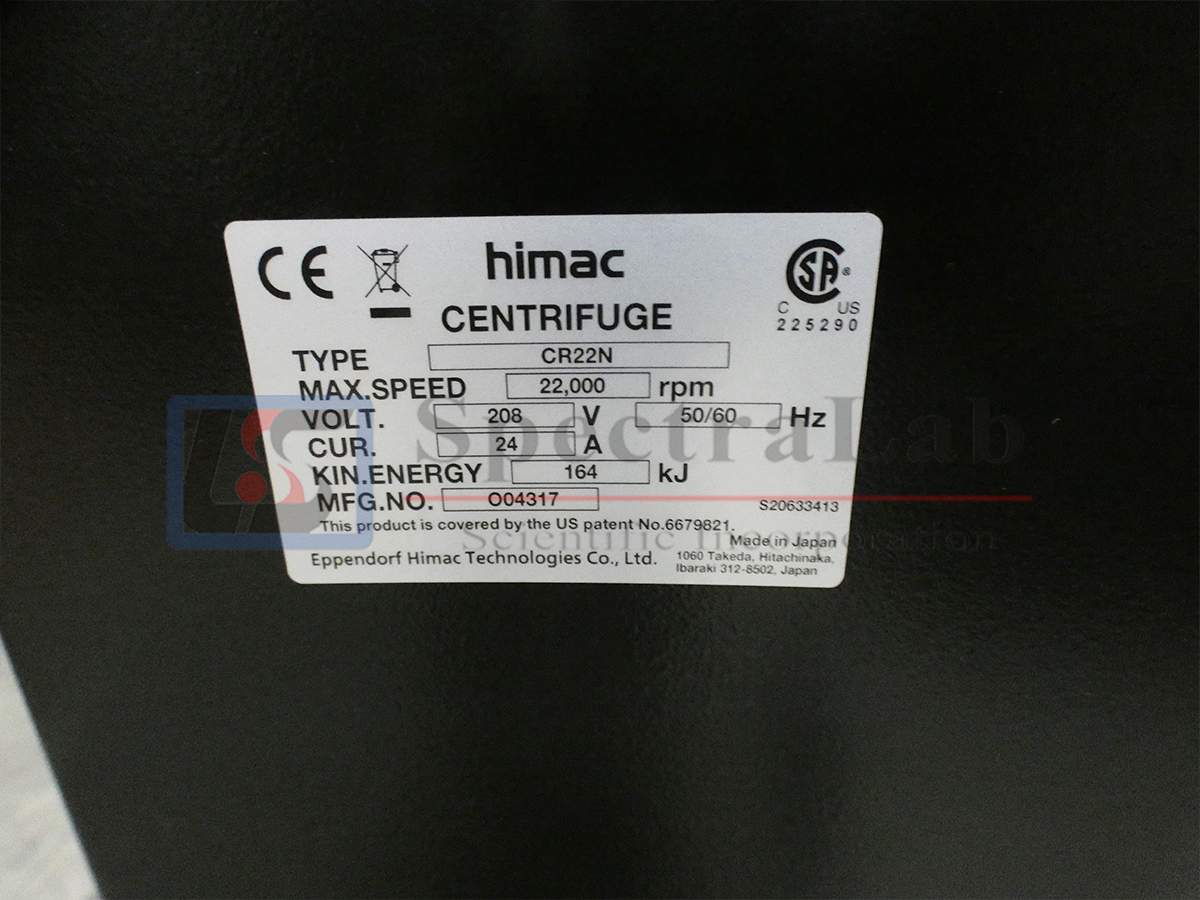 CE
himac
CENTRIFUGE
CSA®
C US
225290
TYPE CR22N
MAX.SPEED 22,000 rpm
VOLT. 208 V 50/60 Hz
CUR. 24 A
KIN.ENERGY 164 kJ
MFG.NO. O04317
S20633413
This product is covered by the US patent No.6679821.
Made in Japan
Eppendorf Himac Technologies Co., Ltd.
1060 Takeda, Hitachinaka,
Ibaraki 312-8502, Japan
SpectraLab
Scientific Incorporation